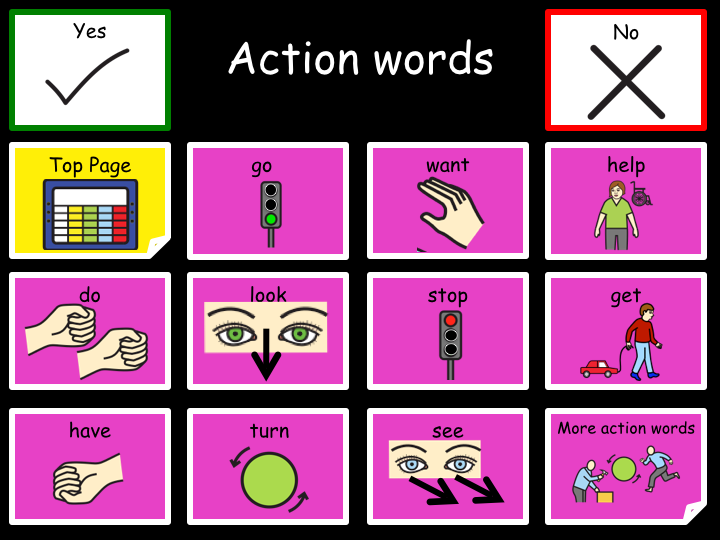 Yes
Action words
No
Top Page
go
want
help
do
look
stop
get
have
turn
see
More action words